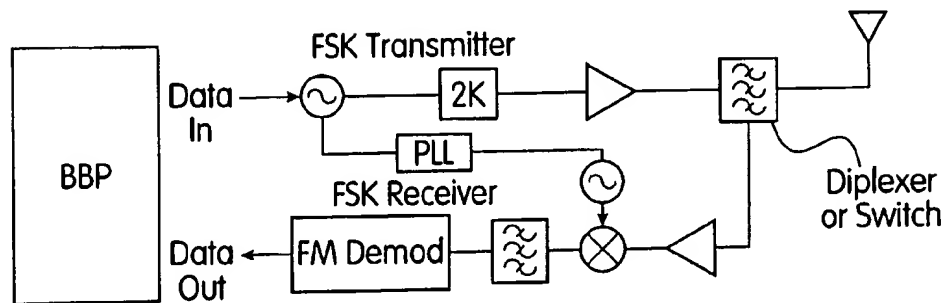 FSK Transmitter
Data
In
2K
BBP
PLL
FSK Receiver
Diplexer
or Switch
Data
Out
FM Demod